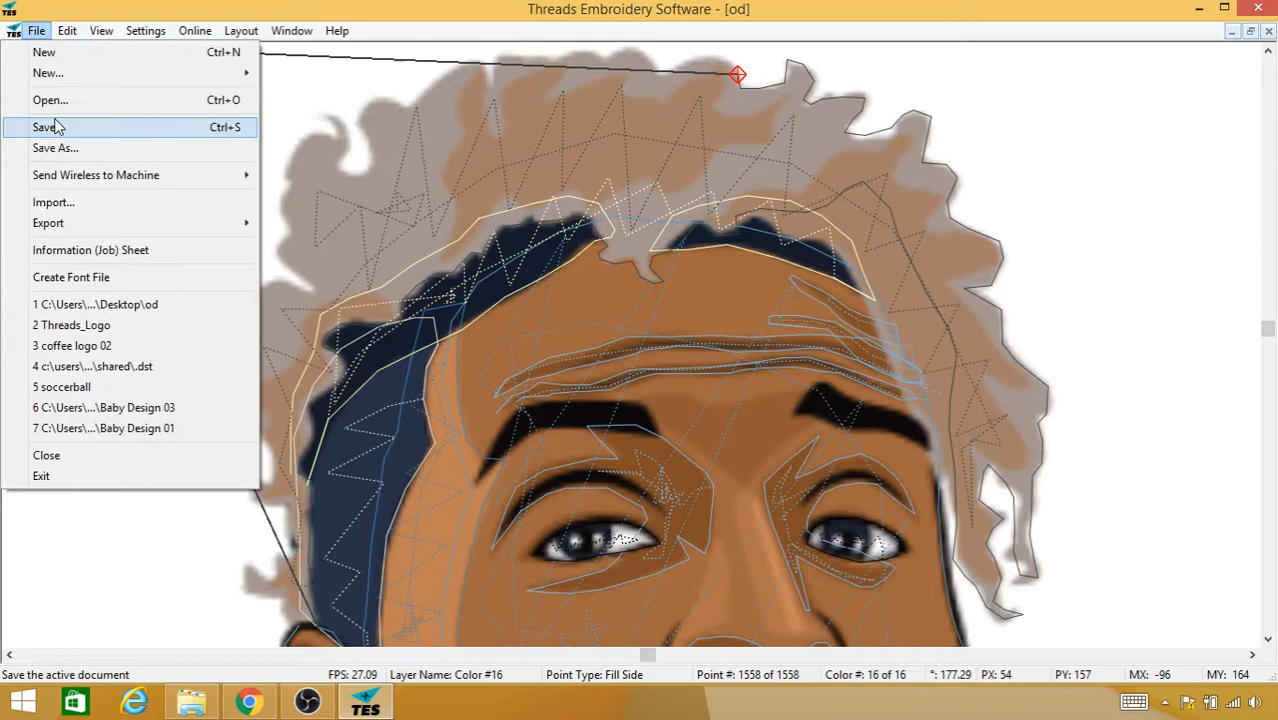 TES
Threads Embroidery Software - [od]
TES File Edit View Settings Online Layout Window Help
New Ctrl+N
New...
Open... Ctrl+O
Save Ctrl+S
Save As...
Send Wireless to Machine
Import...
Export
Information (Job) Sheet
Create Font File
1 C:\Users\...\Desktop\od
2 Threads_Logo
3 coffee logo 02
4 c:\users\...\shared\.dst
5 soccerball
6 C:\Users\...\Baby Design 03
7 C:\Users\...\Baby Design 01
Close
Exit
Save the active document FPS: 27.09 Layer Name: Color #16 Point Type: Fill Side Point #: 1558 of 1558 Color #: 16 of 16 °: 177.29 PX: 54 PY: 157 MX: -96 MY: 164
TES